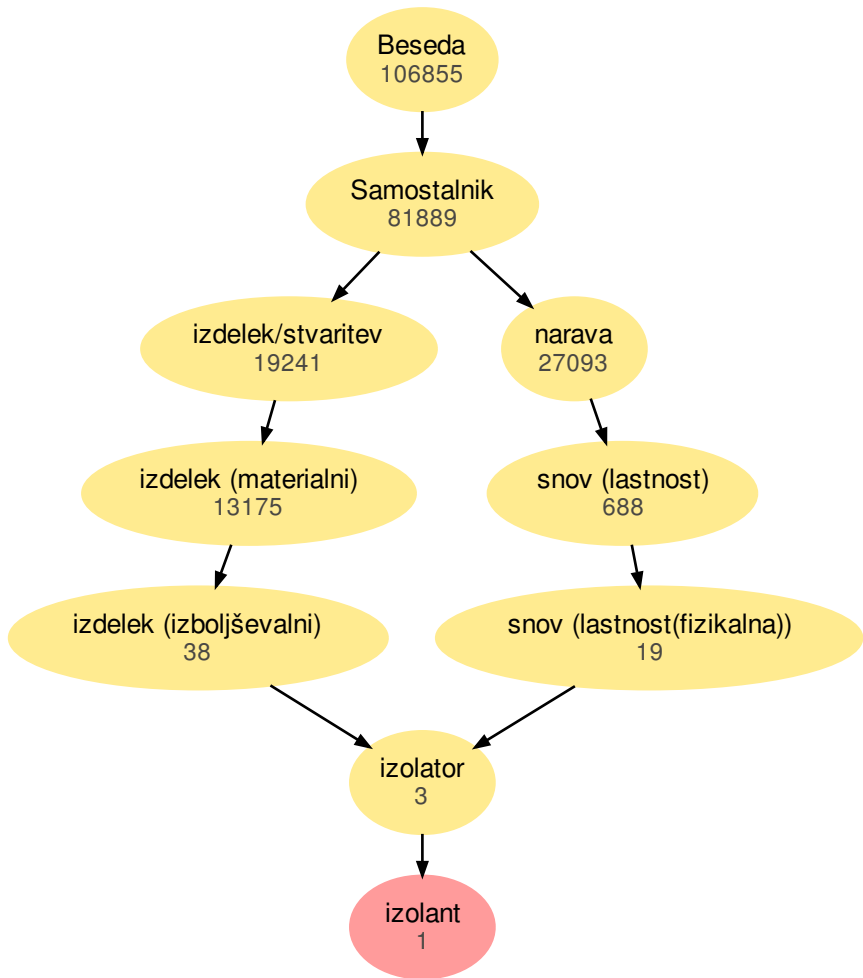 Beseda
106855
Samostalnik
81889
izdelek/stvaritev
19241
narava
27093
izdelek (materialni)
13175
snov (lastnost)
688
izdelek (izboljševalni)
38
snov (lastnost(fizikalna))
19
izolator
3
izolant
1